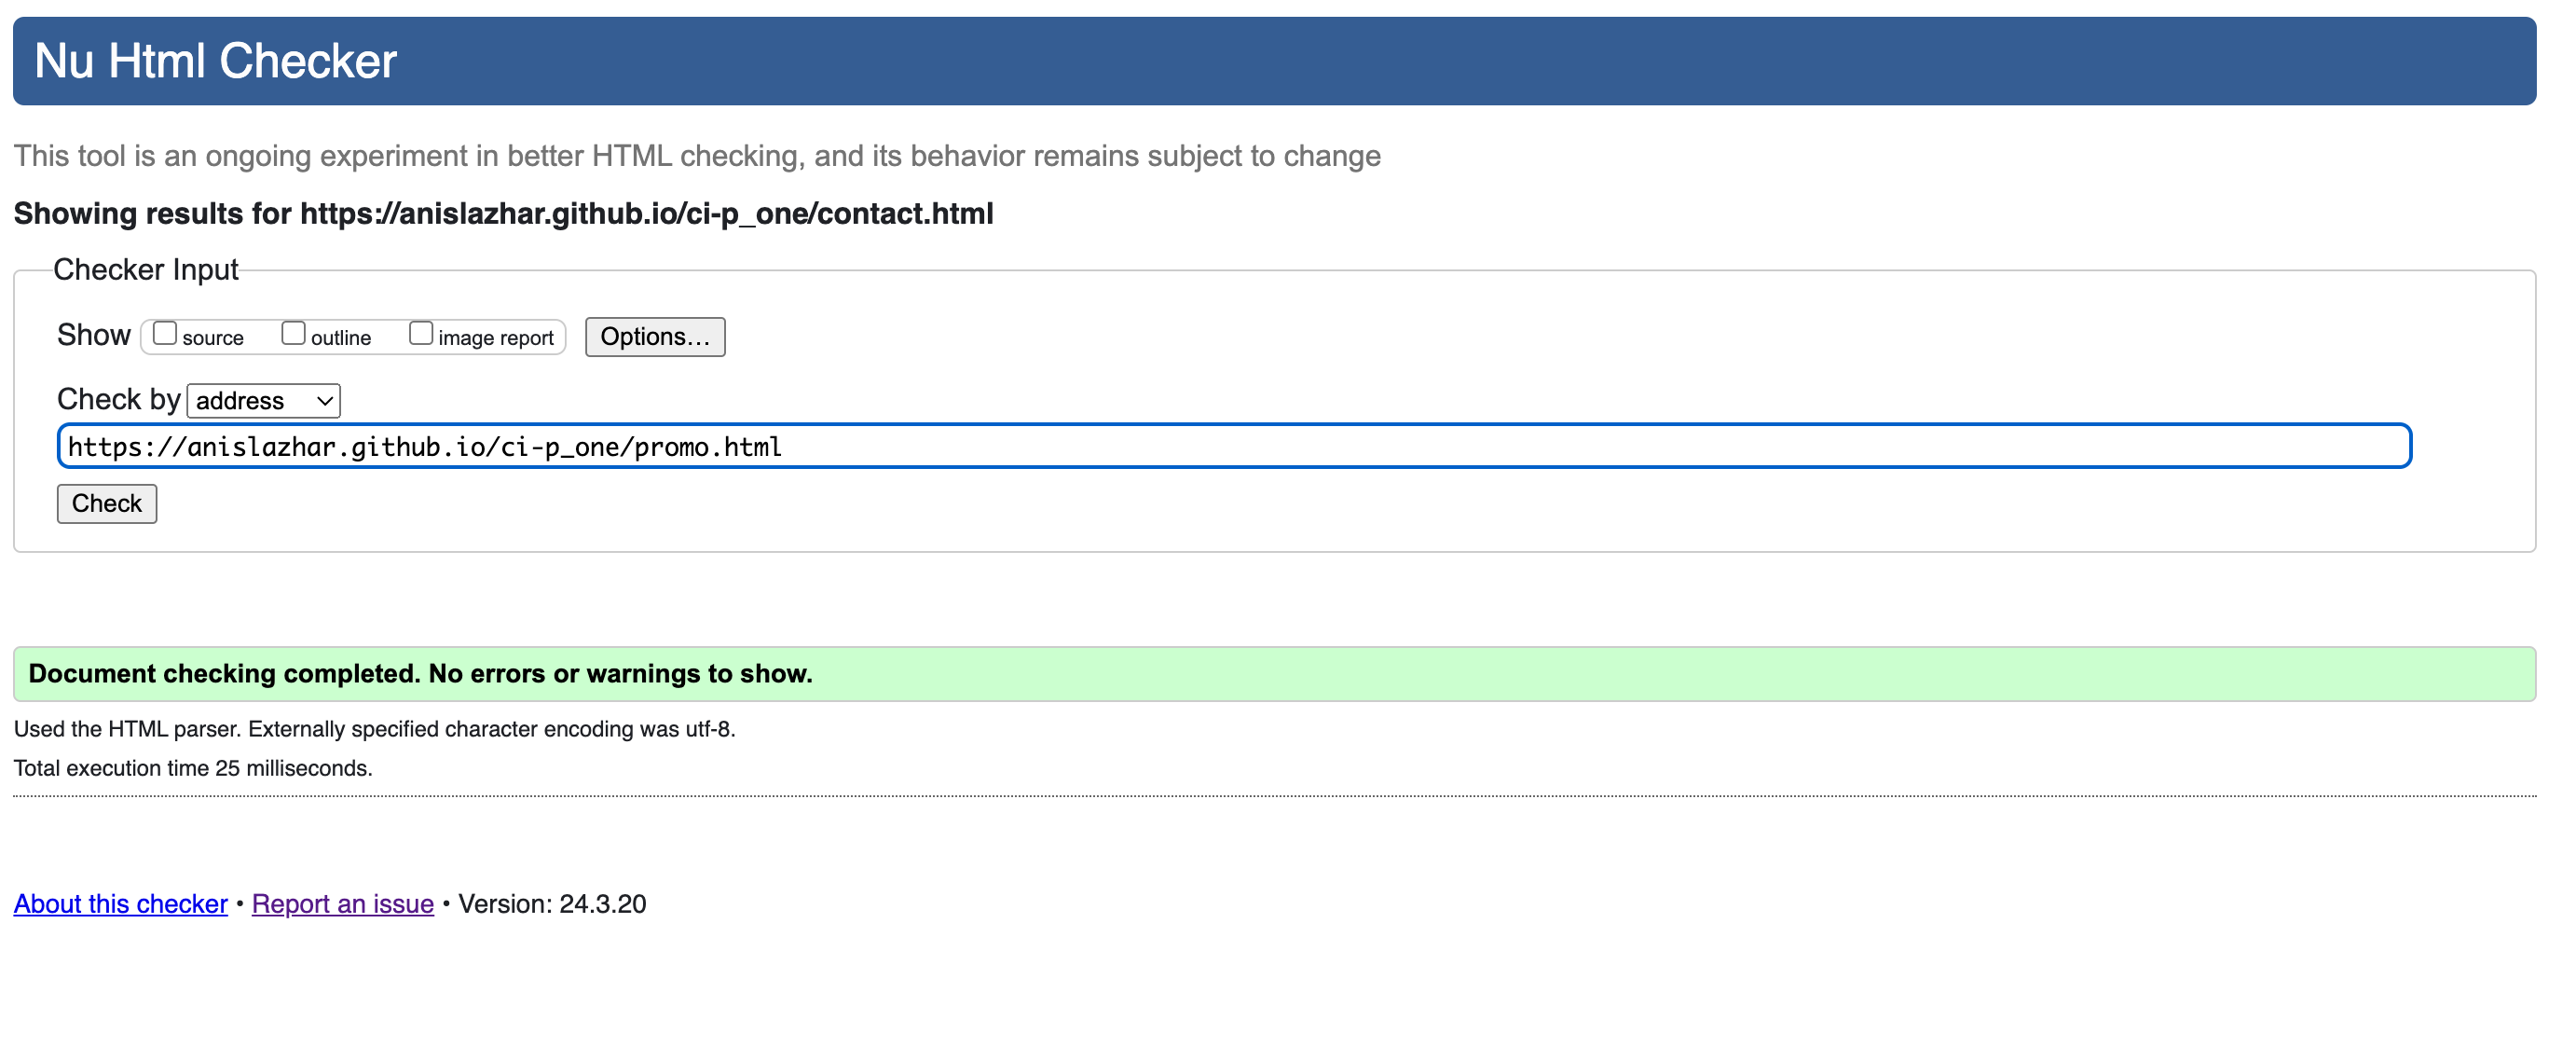 Nu Html Checker
This tool is an ongoing experiment in better HTML checking, and its behavior remains subject to change
Showing results for https://anislazhar.github.io/ci-p_one/contact.html
Checker Input
Show source outline image report Options...
Check by address
https://anislazhar.github.io/ci-p_one/promo.html
Check
Document checking completed. No errors or warnings to show.
Used the HTML parser. Externally specified character encoding was utf-8.
Total execution time 25 milliseconds.
About this checker • Report an issue • Version: 24.3.20